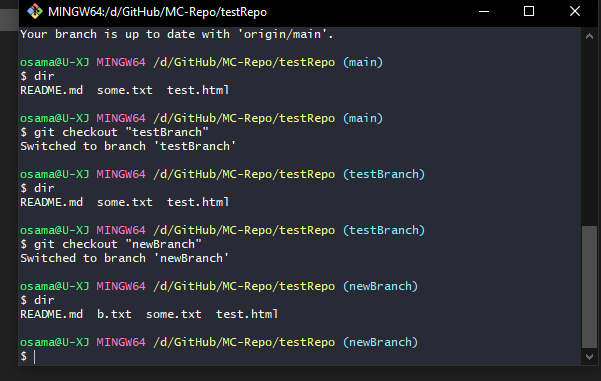 MINGW64:/d/GitHub/MC-Repo/testRepo
Your branch is up to date with 'origin/main'.
osama@U-XJ MINGW64 /d/GitHub/MC-Repo/testRepo (main)
$ dir
README.md  some.txt  test.html
osama@U-XJ MINGW64 /d/GitHub/MC-Repo/testRepo (main)
$ git checkout "testBranch"
Switched to branch 'testBranch'
osama@U-XJ MINGW64 /d/GitHub/MC-Repo/testRepo (testBranch)
$ dir
README.md  some.txt  test.html
osama@U-XJ MINGW64 /d/GitHub/MC-Repo/testRepo (testBranch)
$ git checkout "newBranch"
Switched to branch 'newBranch'
osama@U-XJ MINGW64 /d/GitHub/MC-Repo/testRepo (newBranch)
$ dir
README.md  b.txt  some.txt  test.html
osama@U-XJ MINGW64 /d/GitHub/MC-Repo/testRepo (newBranch)
$